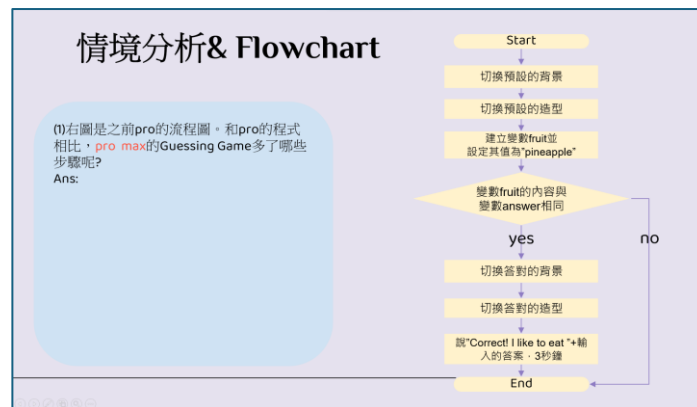 情境分析& Flowchart
(1)右圖是之前pro的流程圖。和pro的程式
相比，pro max的Guessing Game多了哪些
步驟呢?
Ans:
Start
切換預設的背景
切換預設的造型
建立變數fruit並
設定其值為"pineapple"
變數fruit的內容與
變數answer相同
yes
no
切換答對的背景
切換答對的造型
說"Correct! I like to eat "+輸
入的答案，3秒鐘
End